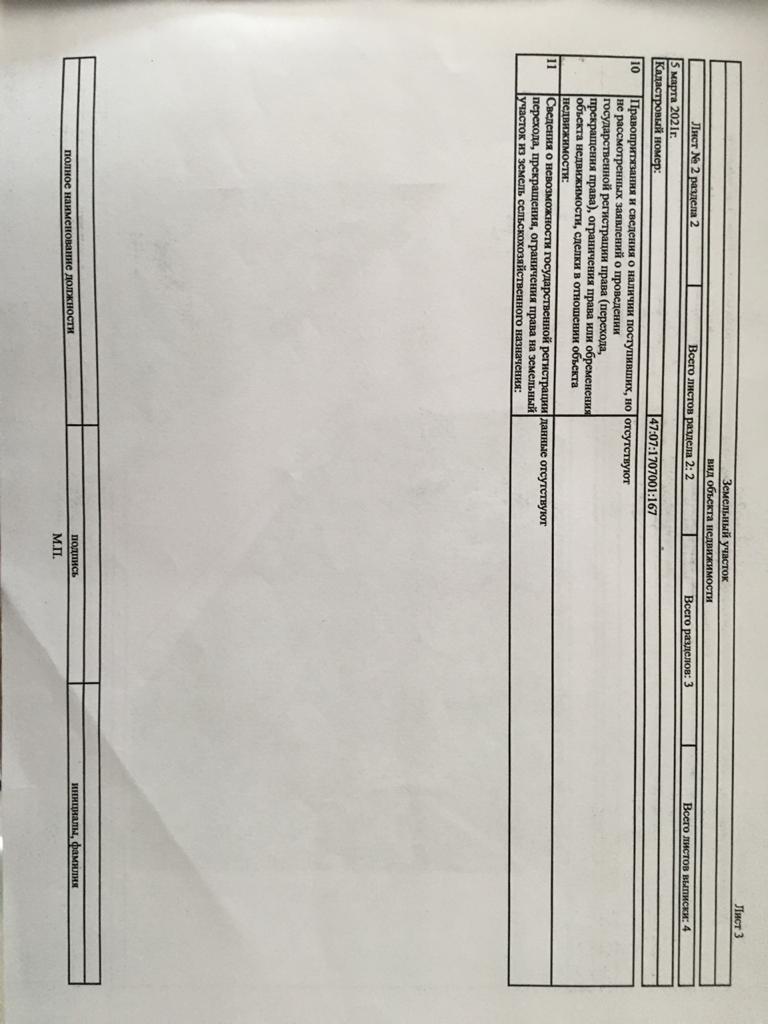 Лист 3
Земельный участок
вид объекта недвижимости
Лист № 2 раздела 2
Всего листов раздела 2: 2
Всего разделов: 3
Всего листов выписки: 4
5 марта 2021г.
Кадастровый номер:
47:07:1707001:167
10
Правопритязания и сведения о наличии поступивших, но
не рассмотренных заявлений о проведении
государственной регистрации права (перехода,
прекращения права), ограничения права или обременения
объекта недвижимости, сделки в отношении объекта
недвижимости:
отсутствуют
11
Сведения о невозможности государственной регистрации
перехода, прекращения, ограничения права на земельный
участок из земель сельскохозяйственного назначения:
данные отсутствуют
полное наименование должности
подпись
инициалы, фамилия
М.П.